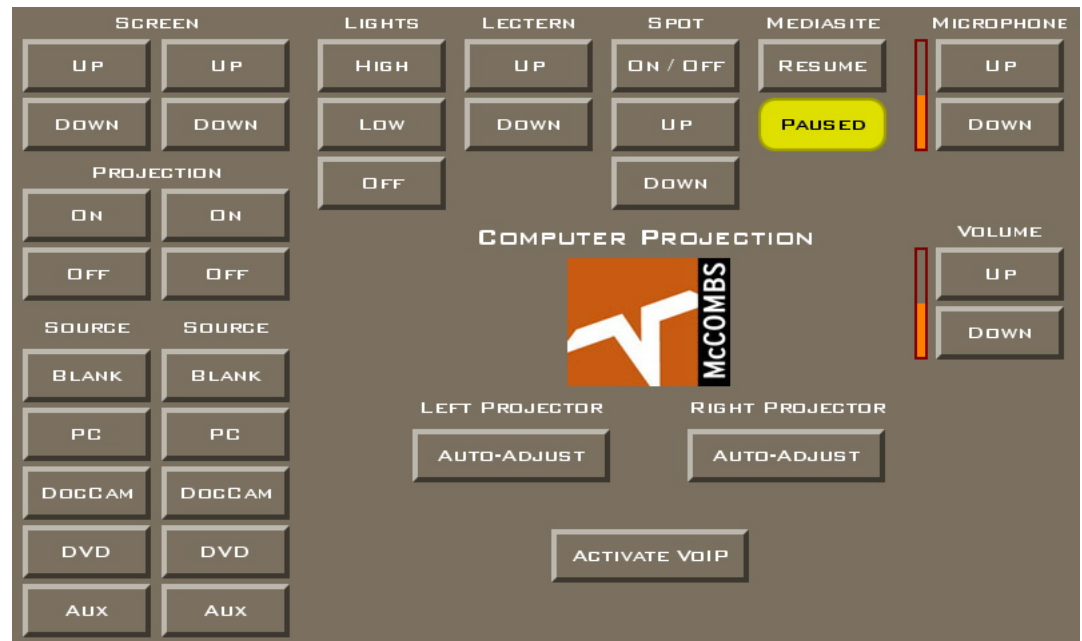 SCREEN LIGHTS LECTERN SPOT MEDIASITE MICROPHONE
UP UP HIGH UP ON / OFF RESUME UP
DOWN DOWN LOW DOWN UP PAUSED DOWN
PROJECTION OFF DOWN
ON ON
COMPUTER PROJECTION VOLUME
OFF OFF UP
McCOMBS
SOURCE SOURCE DOWN
BLANK BLANK
LEFT PROJECTOR RIGHT PROJECTOR
PC PC AUTO-ADJUST AUTO-ADJUST
DOCCAM DOCCAM
DVD DVD ACTIVATE VOIP
AUX AUX